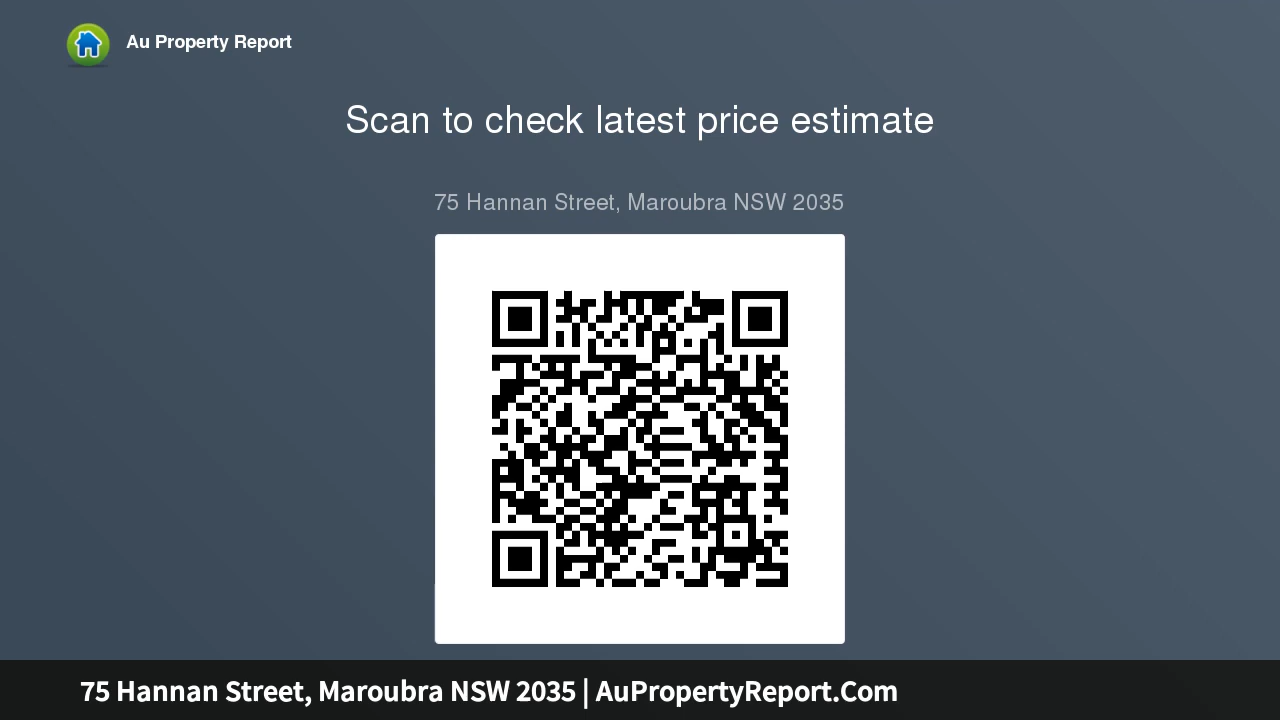 Au Property Report
Scan to check latest price estimate
75 Hannan Street, Maroubra NSW 2035
75 Hannan Street, Maroubra NSW 2035 | AuPropertyReport.Com